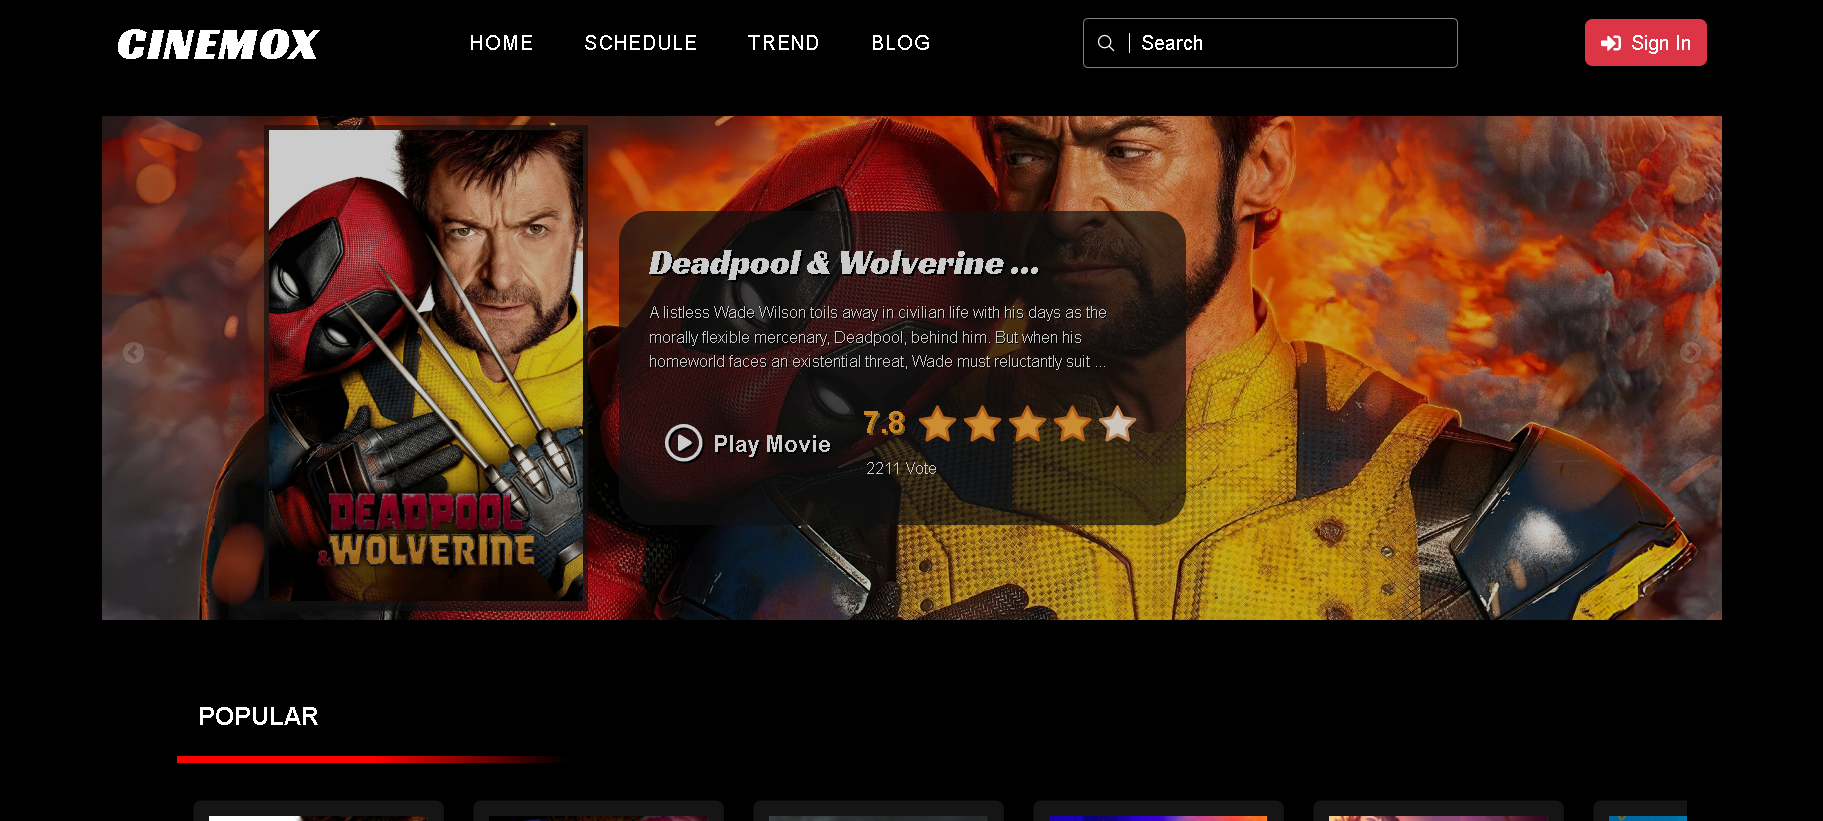 CINEMOX
HOME
SCHEDULE
TREND
BLOG
Search
Sign In
DEADPOOL
&WOLVERINE
Deadpool & Wolverine ...
A listless Wade Wilson toils away in civilian life with his days as the
morally flexible mercenary, Deadpool, behind him. But when his
homeworld faces an existential threat, Wade must reluctantly suit ...
Play Movie
7.8
2211 Vote
POPULAR